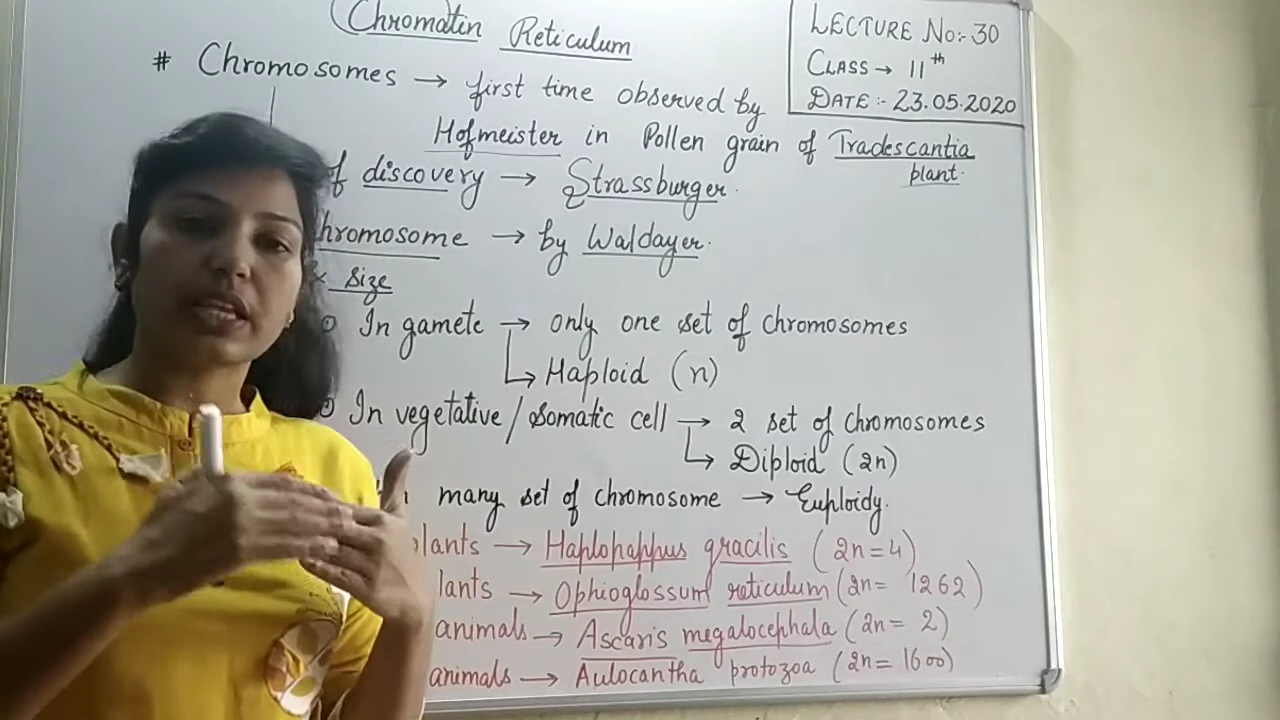 Chromatin Reticulum
LECTURE No:- 30
CLASS → 11th
DATE :- 23.05.2020
# Chromosomes → first time observed by
Hofmeister in Pollen grain of Tradescantia
plant.
of discovery → Strassburger.
hromosome → by Waldayer.
& Size
In gamete → only one set of chromosomes
↳ Haploid (n)
In vegetative / somatic cell → 2 set of chromosomes
↳ Diploid (2n)
many set of chromosome → Euploidy.
plants → Haplopappus gracilis (2n=4)
lants → Ophioglossum reticulum (2n= 1262)
animals → Ascaris megalocephala (2n= 2)
animals → Aulocantha protozoa (2n= 1600)